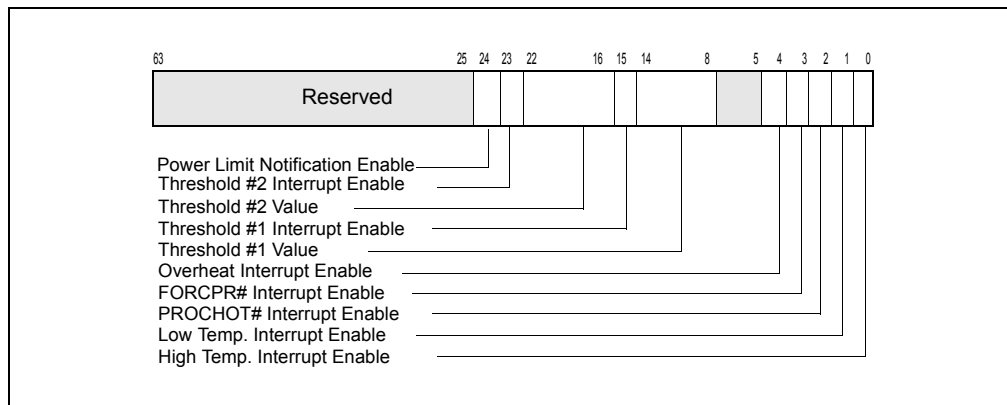 63 25 24 23 22 16 15 14 8 5 4 3 2 1 0
Reserved
Power Limit Notification Enable
Threshold #2 Interrupt Enable
Threshold #2 Value
Threshold #1 Interrupt Enable
Threshold #1 Value
Overheat Interrupt Enable
FORCPR# Interrupt Enable
PROCHOT# Interrupt Enable
Low Temp. Interrupt Enable
High Temp. Interrupt Enable